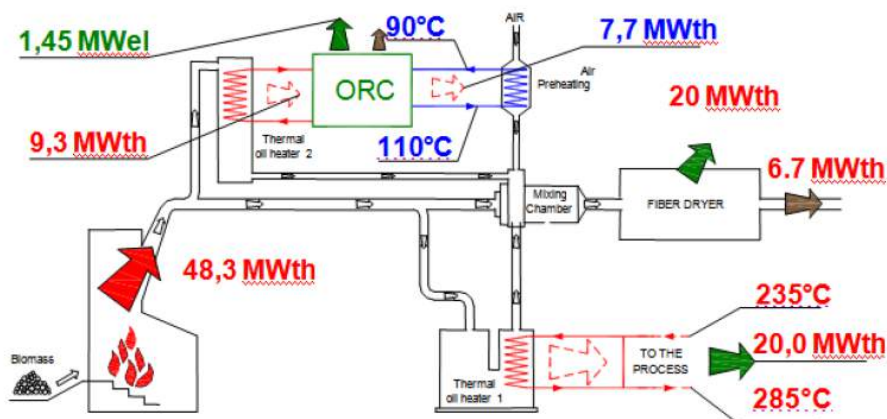 AIR
1,45 MWel
90°C
7,7 MWth
Air
Preheating
ORC
20 MWth
9,3 MWth
Thermal
oil heater 2
110°C
6.7 MWth
Mixing
Chamber
FIBER DRYER
48,3 MWth
235°C
Biomass
TO THE
PROCESS
20,0 MWth
Thermal
oil heater 1
285°C